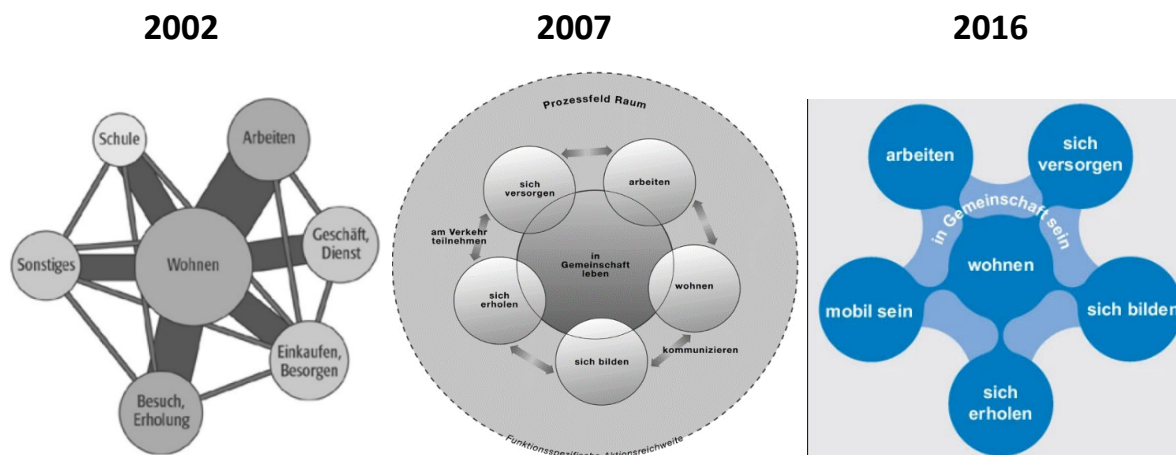 2002
2007
2016
Schule
Arbeiten
Sonstiges
Wohnen
Geschäft,
Dienst
Einkaufen,
Besorgen
Besuch,
Erholung
Prozessfeld Raum
sich
versorgen
arbeiten
am Verkehr
teilnehmen
in
Gemeinschaft
leben
sich
erholen
wohnen
sich bilden
kommunizieren
Funktionsspezifische Aktionsreichweite
arbeiten
sich
versorgen
in Gemeinschaft sein
wohnen
mobil sein
sich bilden
sich
erholen